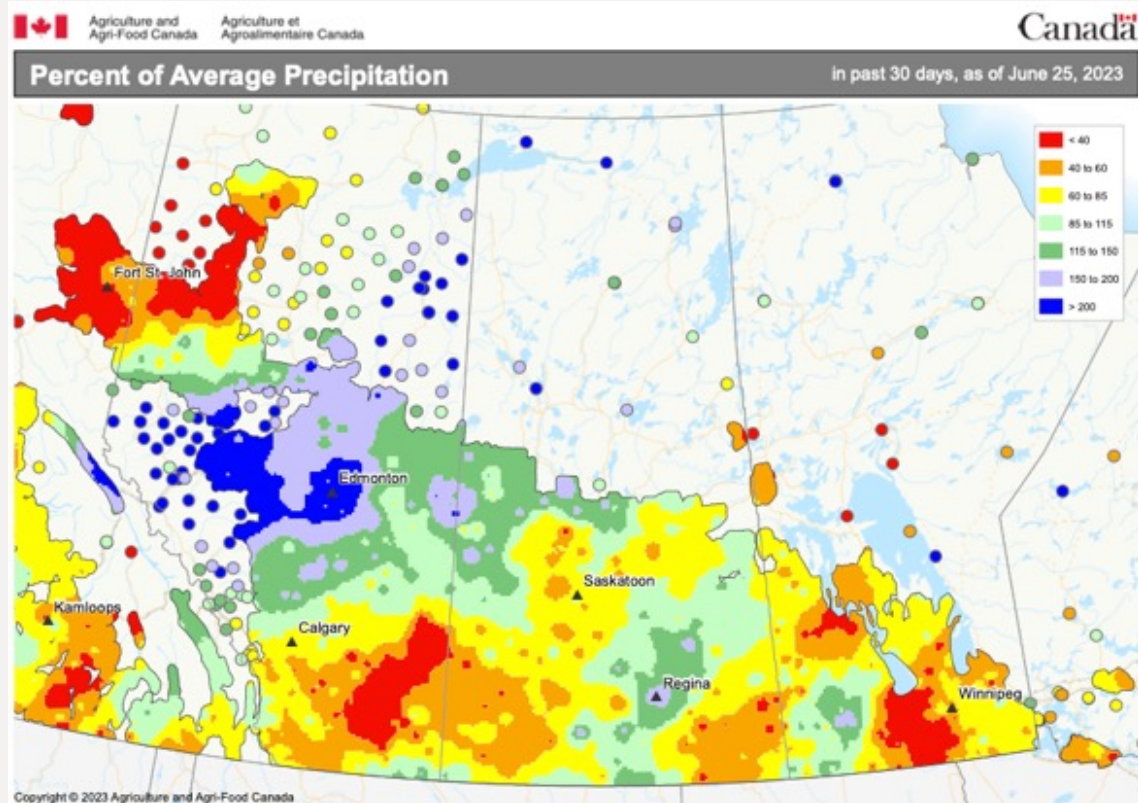 Agriculture and Agri-Food Canada
Agriculture et Agroalimentaire Canada
Canada
Percent of Average Precipitation
in past 30 days, as of June 25, 2023
< 40
40 to 60
60 to 85
85 to 115
115 to 150
150 to 200
> 200
Fort St. John
Edmonton
Saskatoon
Kamloops
Calgary
Regina
Winnipeg
Copyright © 2023 Agriculture and Agri-Food Canada